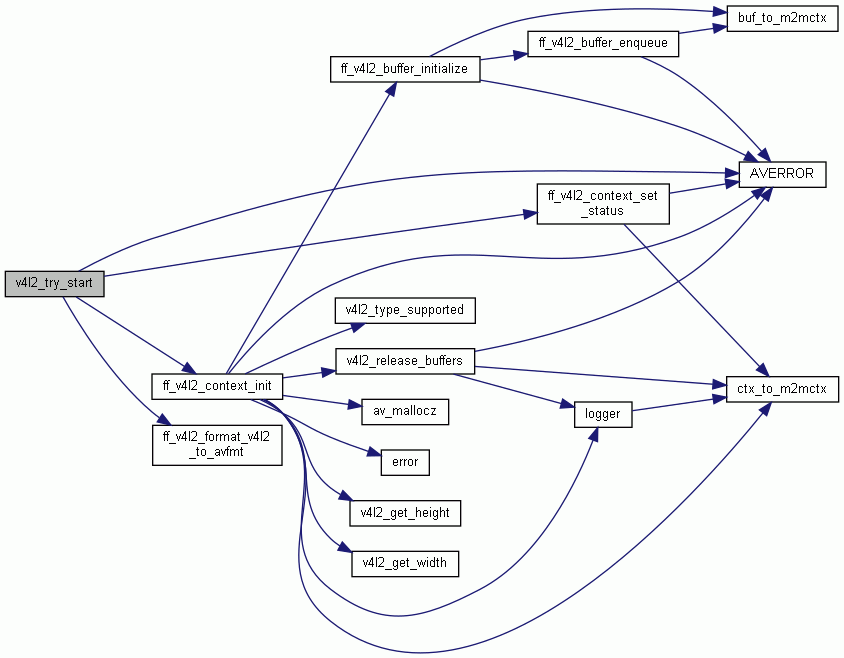 buf_to_m2mctx
ff_v4l2_buffer_enqueue
ff_v4l2_buffer_initialize
AVERROR
ff_v4l2_context_set
_status
v4l2_try_start
v4l2_type_supported
v4l2_release_buffers
ff_v4l2_context_init
ctx_to_m2mctx
av_mallocz
logger
ff_v4l2_format_v4l2
_to_avfmt
error
v4l2_get_height
v4l2_get_width